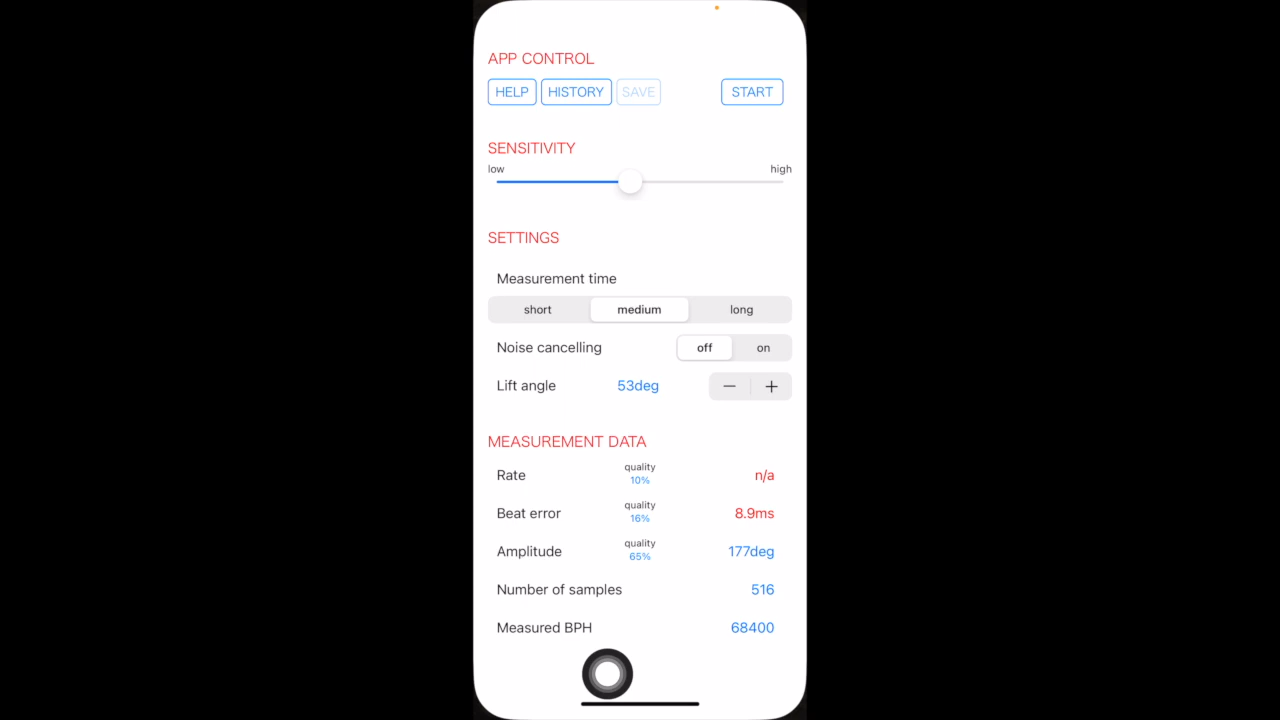 APP CONTROL
HELP HISTORY SAVE START
SENSITIVITY
low high
SETTINGS
Measurement time
short medium long
Noise cancelling off on
Lift angle 53deg − +
MEASUREMENT DATA
Rate quality 10% n/a
Beat error quality 16% 8.9ms
Amplitude quality 65% 177deg
Number of samples 516
Measured BPH 68400